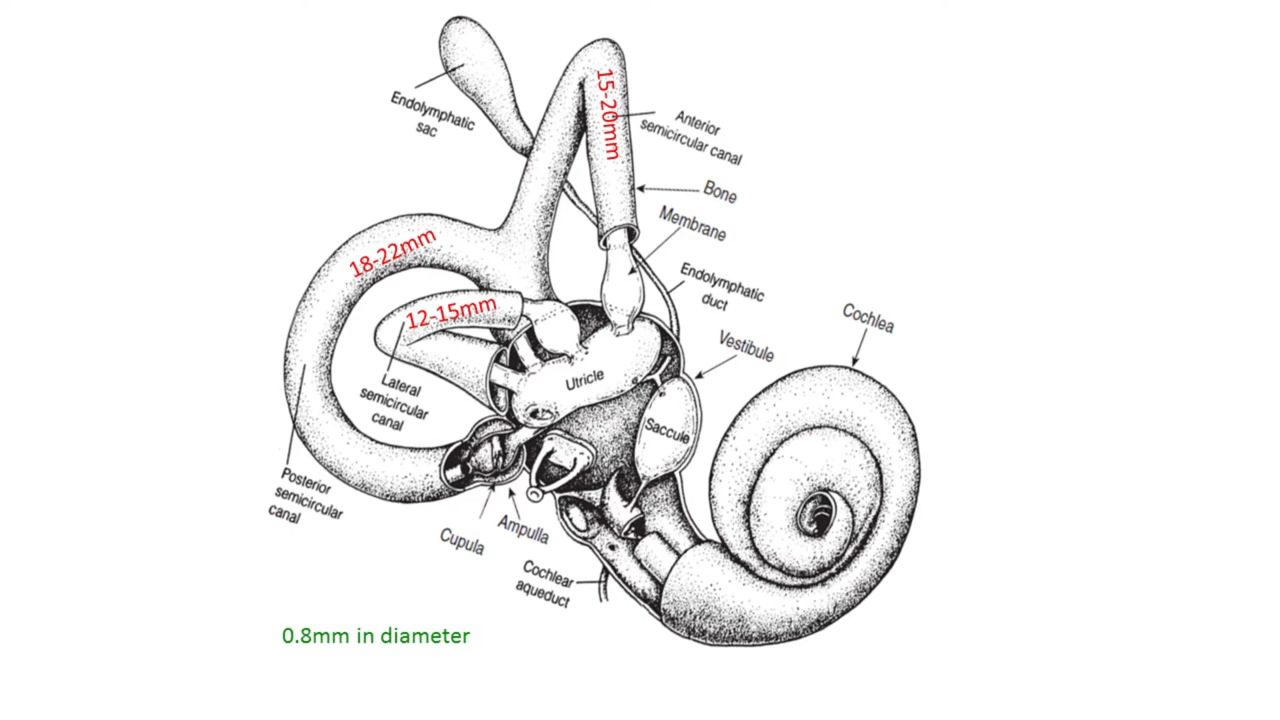 Endolymphatic
sac
15-20mm
Anterior
semicircular canal
Bone
Membrane
18-22mm
Endolymphatic
duct
12-15mm
Cochlea
Vestibule
Utricle
Lateral
semicircular
canal
Saccule
Posterior
semicircular
canal
Cupula
Ampulla
Cochlear
aqueduct
0.8mm in diameter